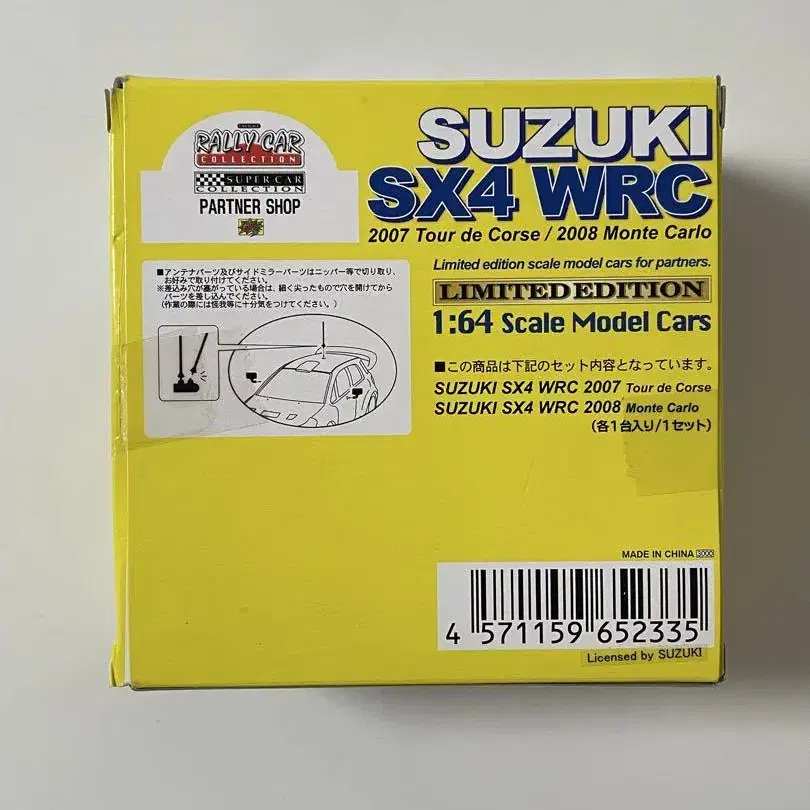 RALLY CAR
COLLECTION
SUPER CAR
COLLECTION
PARTNER SHOP
SUZUKI
SX4 WRC
2007 Tour de Corse / 2008 Monte Carlo
Limited edition scale model cars for partners.
LIMITED EDITION
1:64 Scale Model Cars
■アンテナパーツ及びサイドミラーパーツはニッパー等で切り取り、
お好みで取り付けてください。
※差込み穴が塞がっている場合は、細く尖ったもので穴を開けてから
パーツを差し込んでください。
(作業の際には怪我等に十分気をつけてください。)
■この商品は下記のセット内容となっています。
SUZUKI SX4 WRC 2007 Tour de Corse
SUZUKI SX4 WRC 2008 Monte Carlo
(各1台入り/1セット)
MADE IN CHINA 3000
4 571159 652335
Licensed by SUZUKI